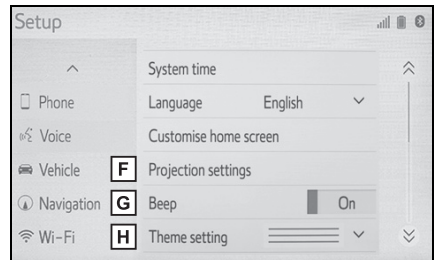 Setup
System time
Phone
Language English
Voice
Customise home screen
Vehicle F Projection settings
Navigation G Beep On
Wi-Fi H Theme setting